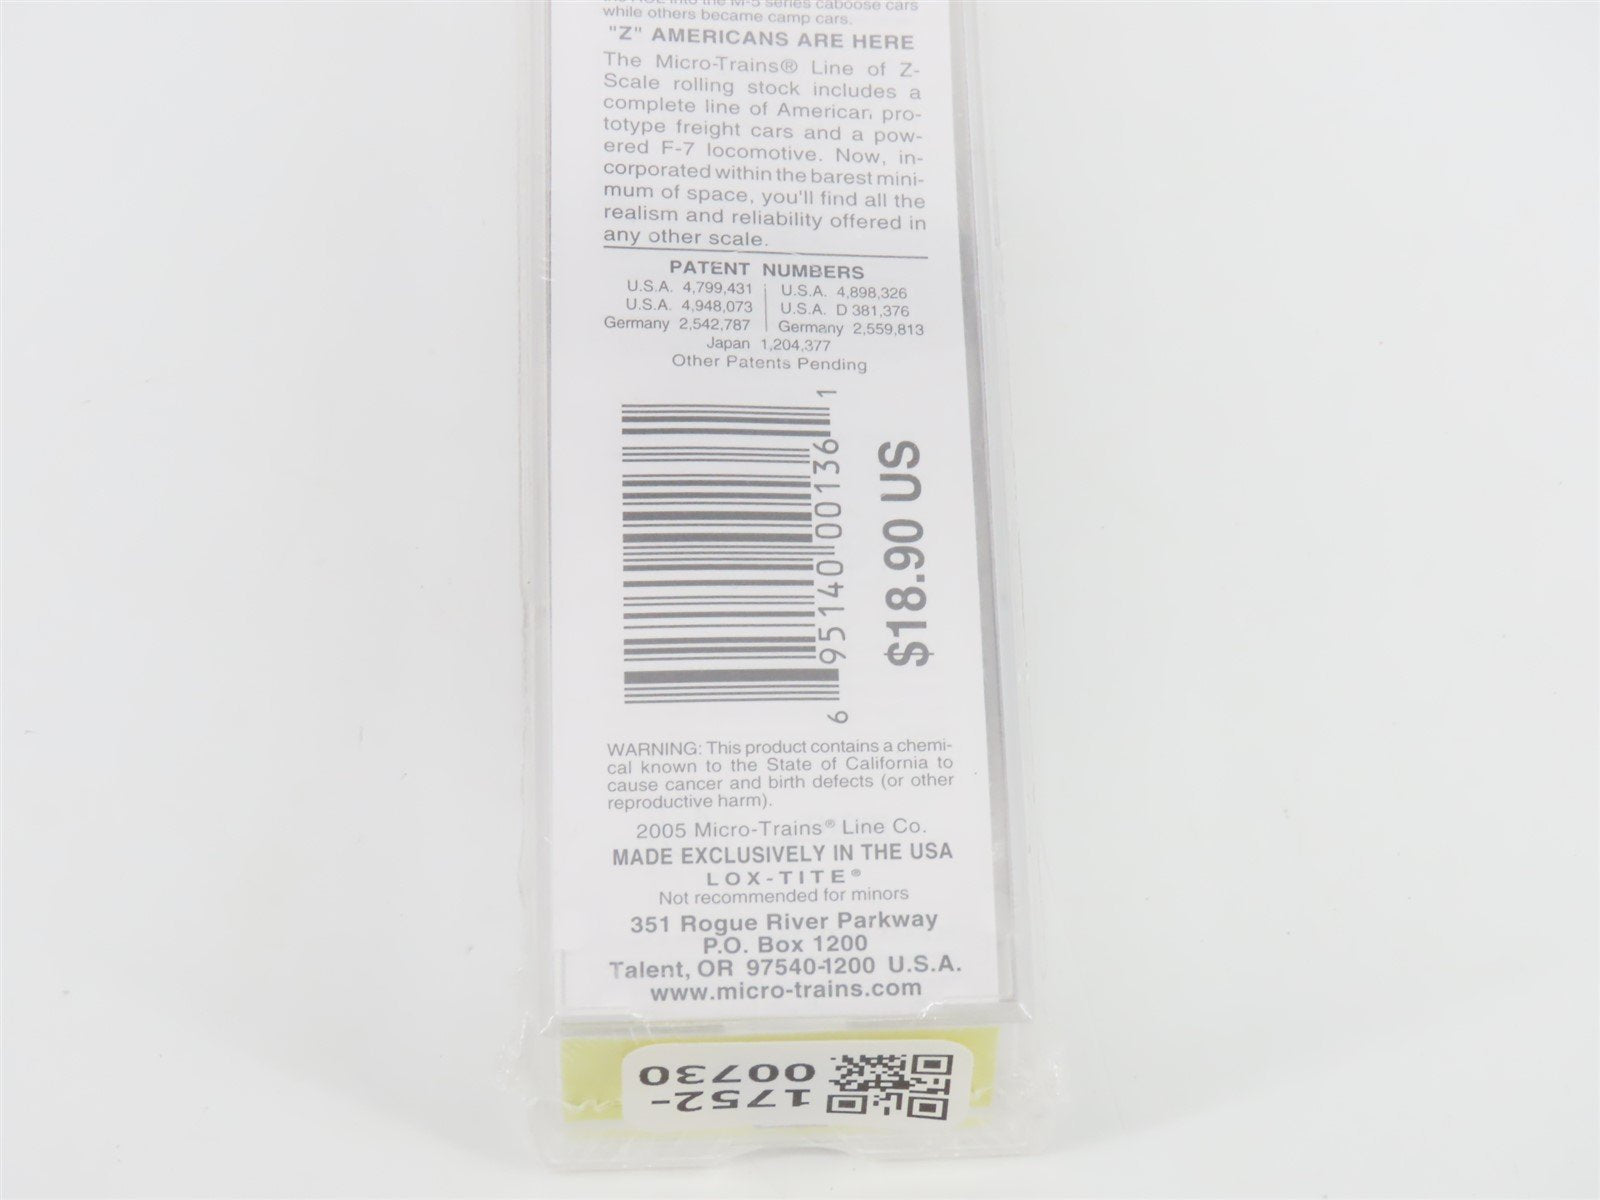 into the M-5 series caboose cars
while others became camp cars.
"Z" AMERICANS ARE HERE
The Micro-Trains® Line of Z-
Scale rolling stock includes a
complete line of American pro-
totype freight cars and a pow-
ered F-7 locomotive. Now, in-
corporated within the barest mini-
mum of space, you'll find all the
realism and reliability offered in
any other scale.
PATENT NUMBERS
U.S.A. 4,799,431 U.S.A. 4,898,326
U.S.A. 4,948,073 U.S.A. D 381,376
Germany 2,542,787 Germany 2,559,813
Japan 1,204,377
Other Patents Pending
6 95140 00136 1
$18.90 US
WARNING: This product contains a chemi-
cal known to the State of California to
cause cancer and birth defects (or other
reproductive harm).
2005 Micro-Trains® Line Co.
MADE EXCLUSIVELY IN THE USA
LOX-TITE®
Not recommended for minors
351 Rogue River Parkway
P.O. Box 1200
Talent, OR 97540-1200 U.S.A.
www.micro-trains.com
1752-
00730